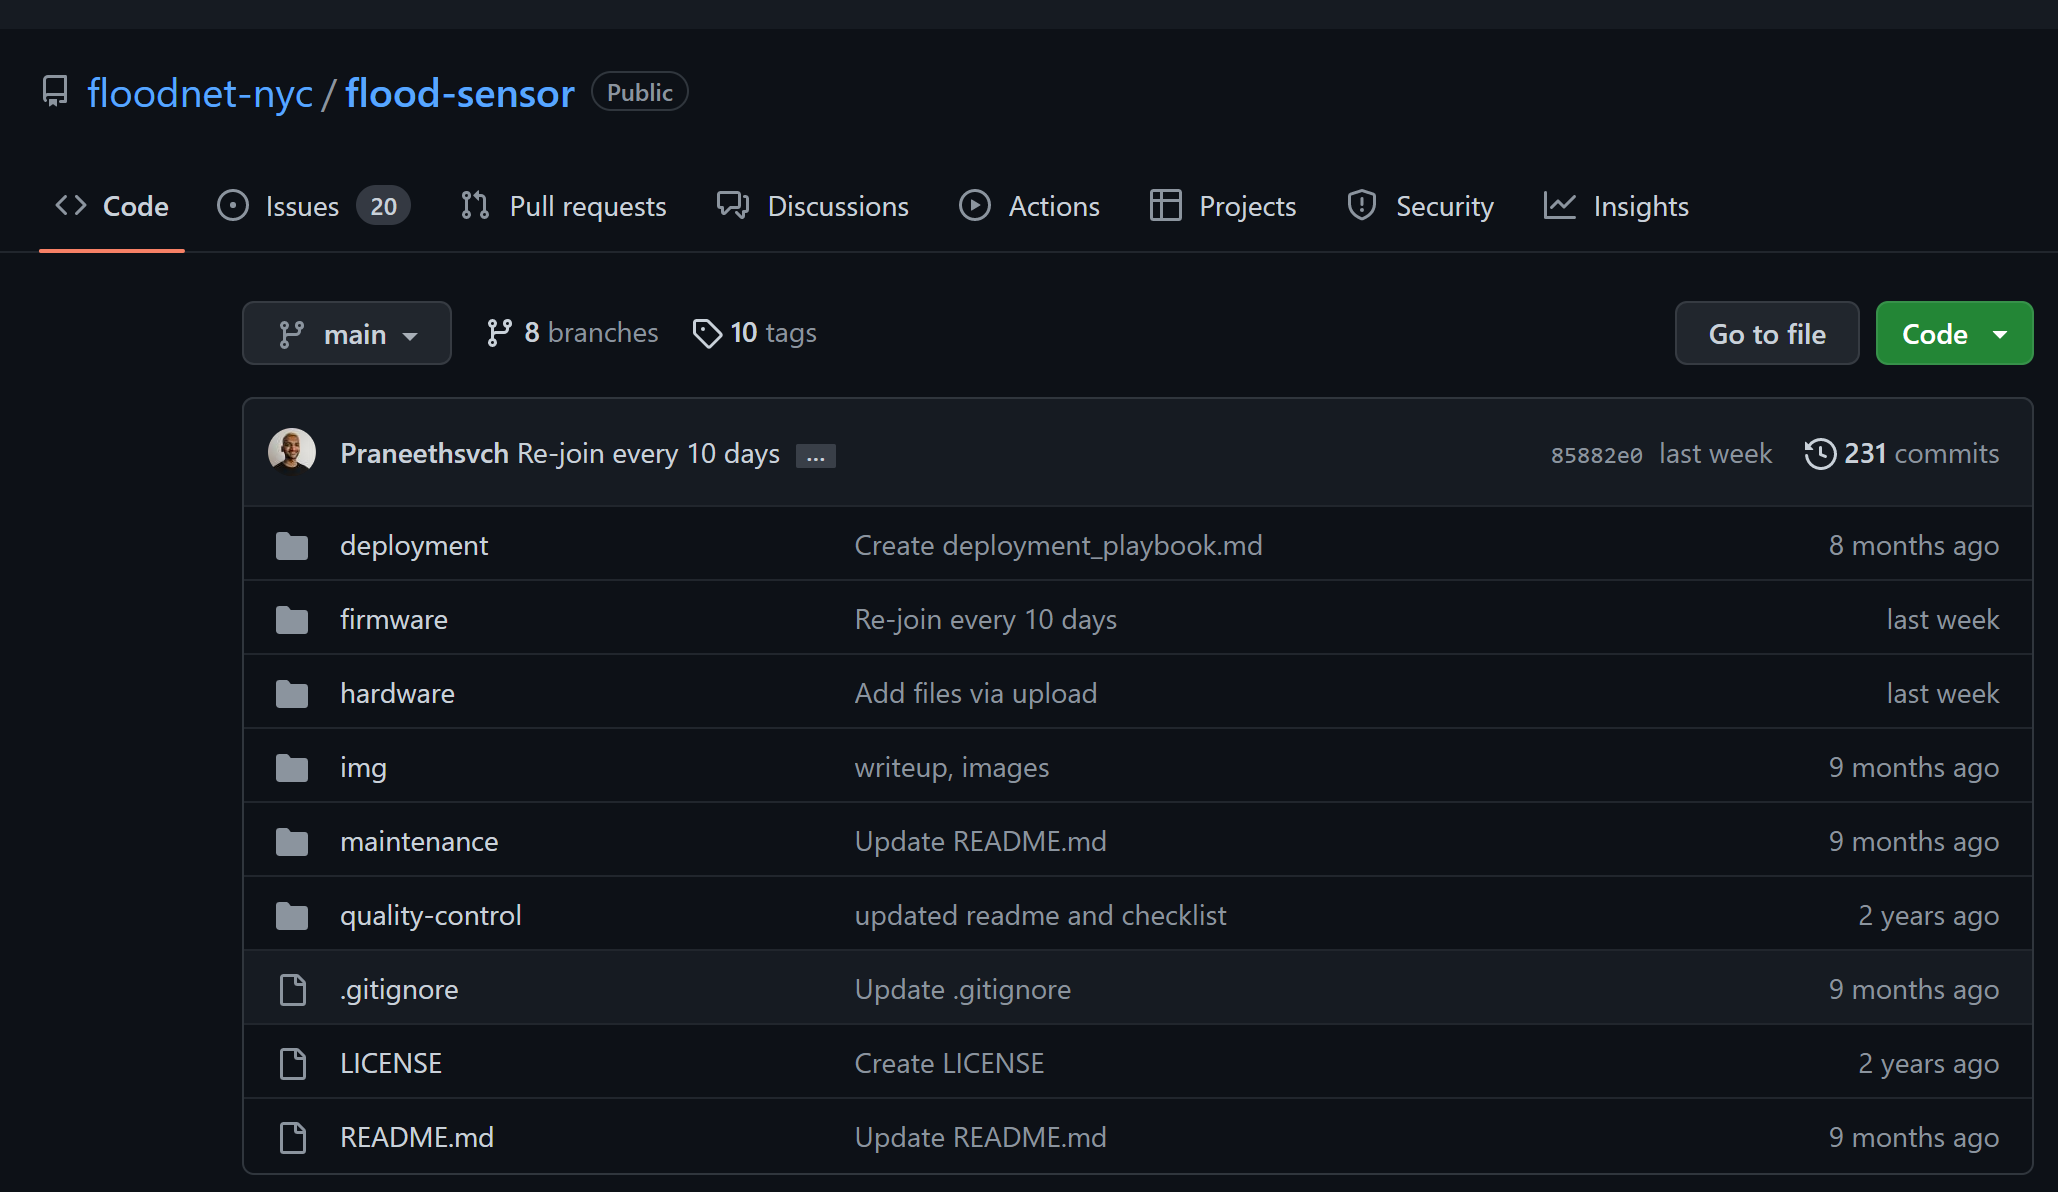 floodnet-nyc / flood-sensor Public
Code Issues 20 Pull requests Discussions Actions Projects Security Insights
main 8 branches 10 tags Go to file Code
Praneethsvch Re-join every 10 days ... 85882e0 last week 231 commits
deployment Create deployment_playbook.md 8 months ago
firmware Re-join every 10 days last week
hardware Add files via upload last week
img writeup, images 9 months ago
maintenance Update README.md 9 months ago
quality-control updated readme and checklist 2 years ago
.gitignore Update .gitignore 9 months ago
LICENSE Create LICENSE 2 years ago
README.md Update README.md 9 months ago